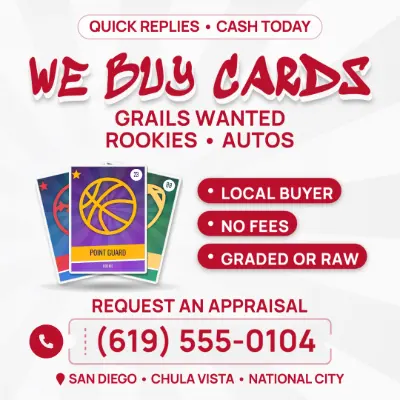 QUICK REPLIES • CASH TODAY
WE BUY CARDS
GRAILS WANTED
ROOKIES • AUTOS
23
POINT GUARD
• LOCAL BUYER
• NO FEES
• GRADED OR RAW
REQUEST AN APPRAISAL
(619) 555-0104
SAN DIEGO • CHULA VISTA • NATIONAL CITY